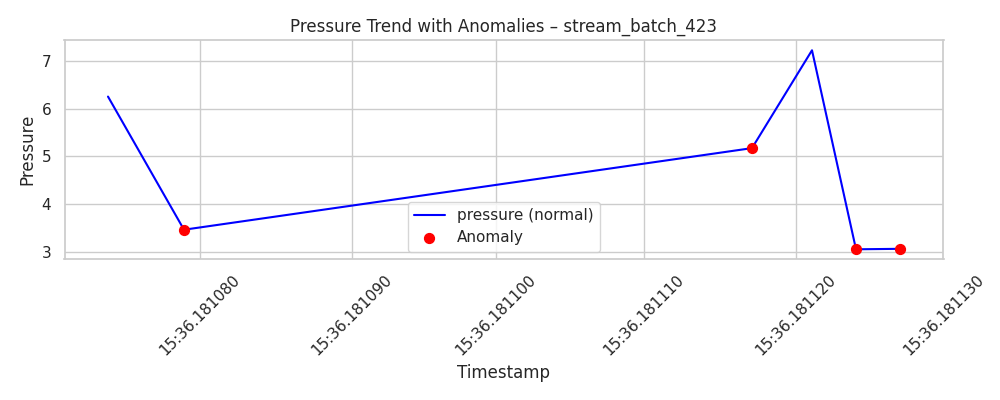 Pressure Trend with Anomalies – stream_batch_423
Pressure
7
6
5
4
3
pressure (normal)
Anomaly
15:36.181080
15:36.181090
15:36.181100
15:36.181110
15:36.181120
15:36.181130
Timestamp